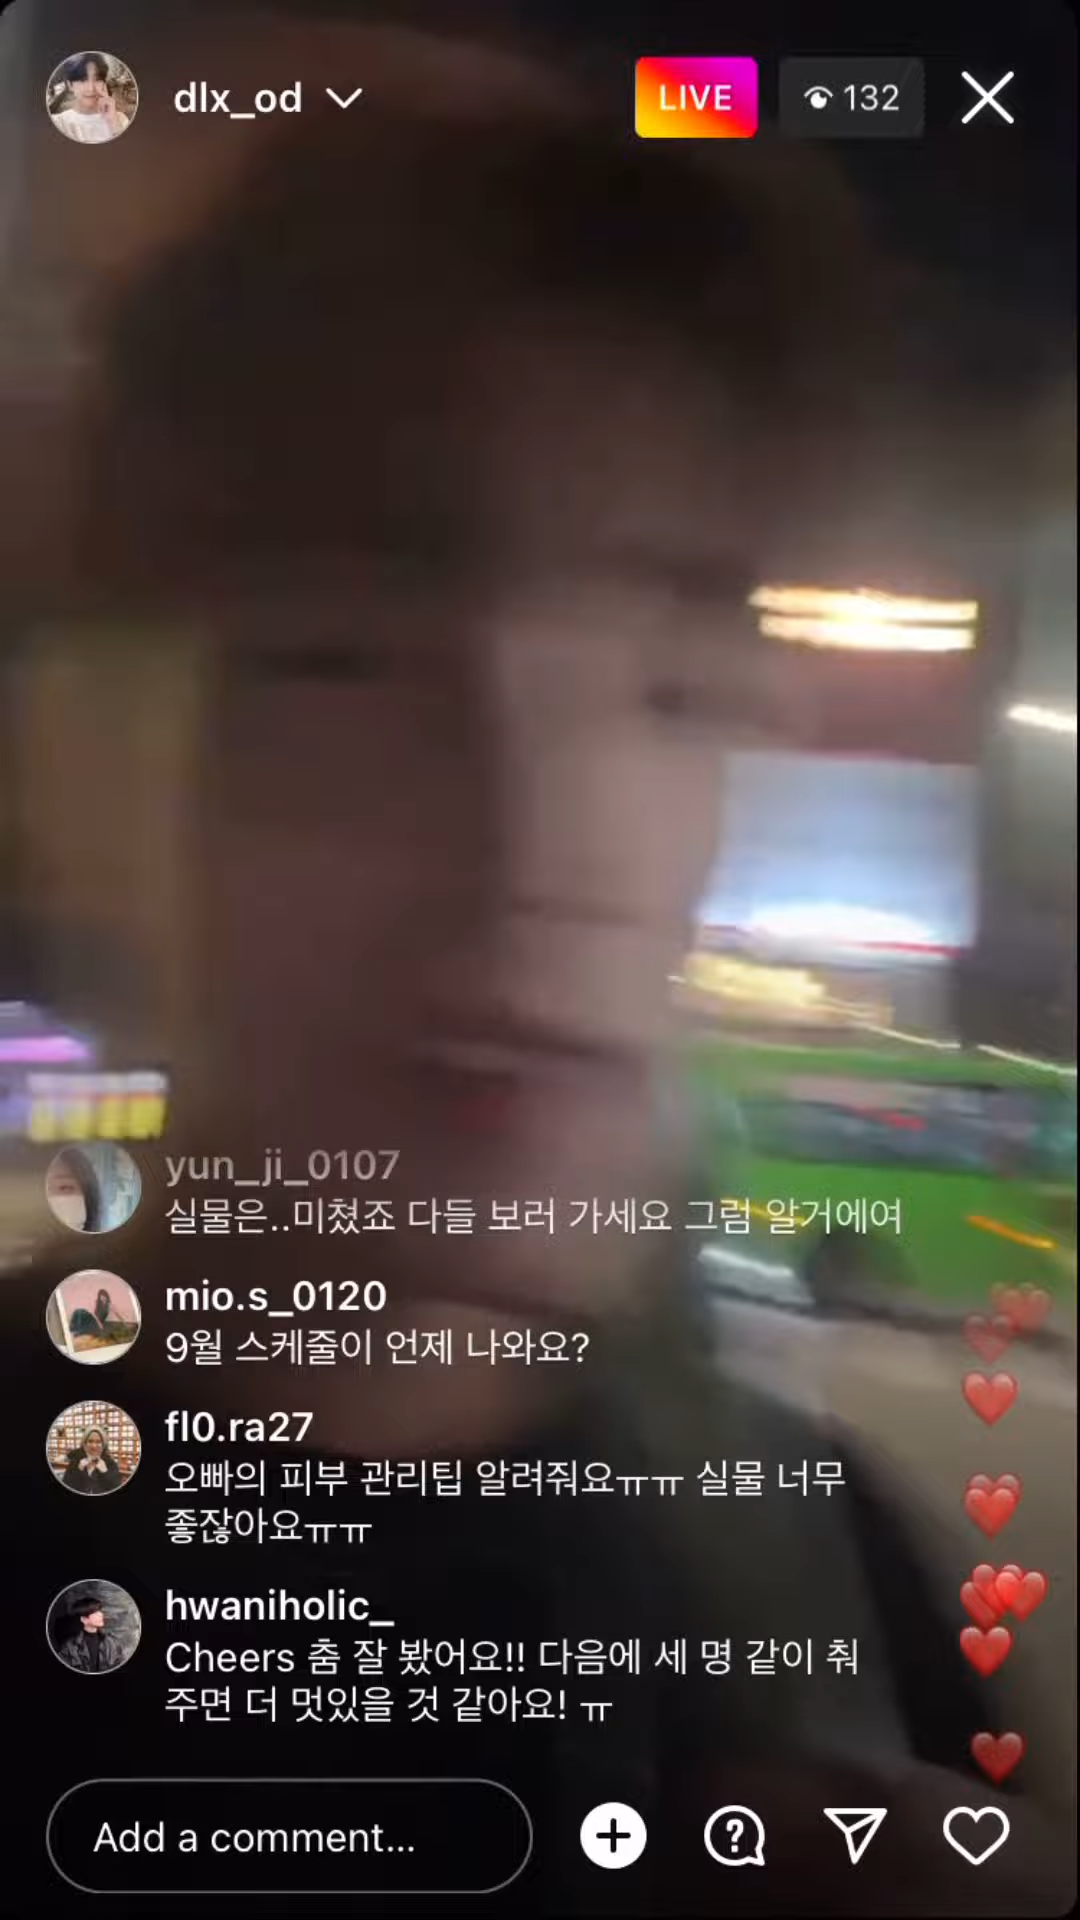 dlx_od
LIVE
132
yun_ji_0107
실물은..미쳤죠 다들 보러 가세요 그럼 알거에여
mio.s_0120
9월 스케줄이 언제 나와요?
fl0.ra27
오빠의 피부 관리팁 알려줘요ㅠㅠ 실물 너무
좋잖아요ㅠㅠ
hwaniholic_
Cheers 춤 잘 봤어요!! 다음에 세 명 같이 춰
주면 더 멋있을 것 같아요! ㅠ
Add a comment...